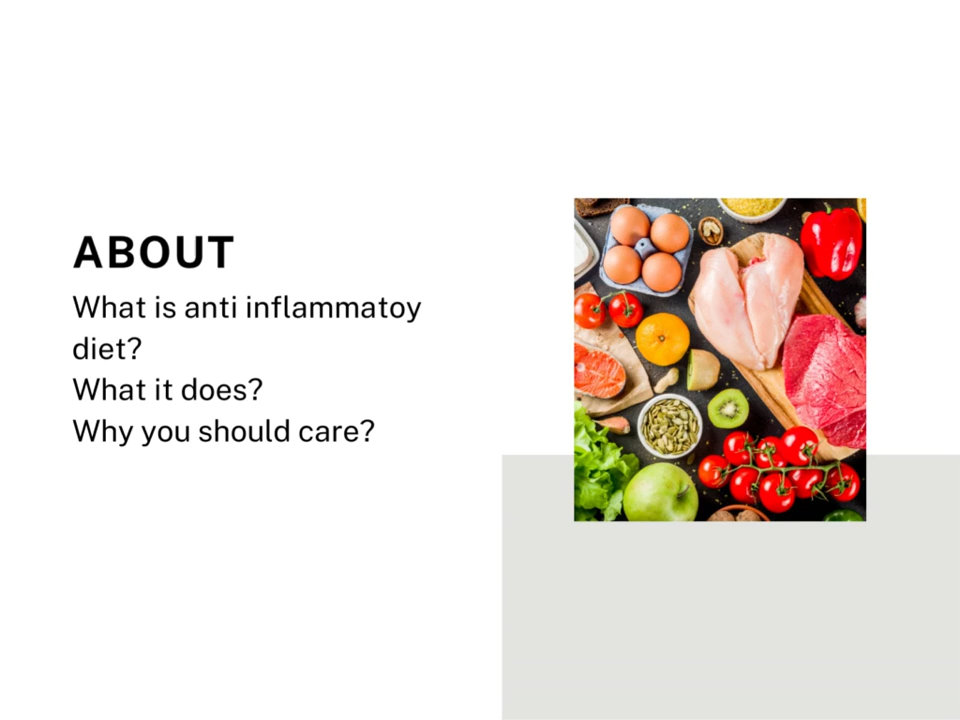 ABOUT
What is anti inflammatoy
diet?
What it does?
Why you should care?